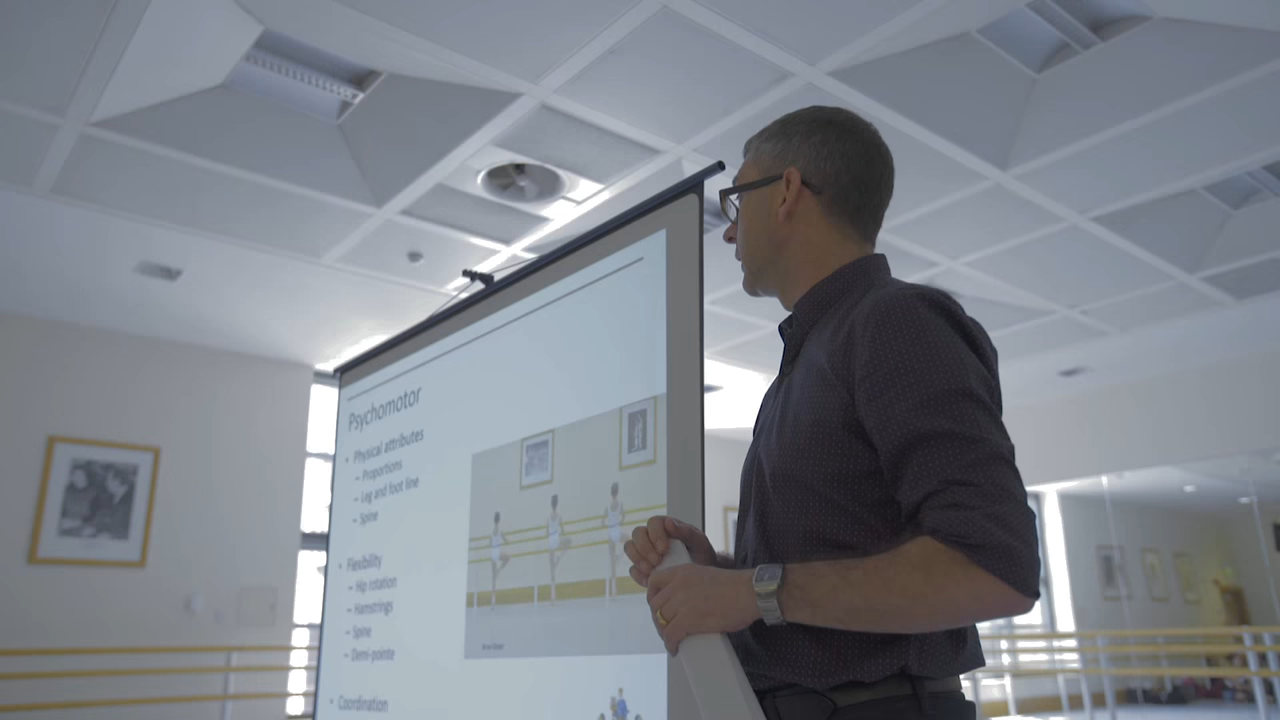 Psychomotor
• Physical attributes
– Proportions
– Leg and foot line
– Spine
• Flexibility
– Hip rotation
– Hamstrings
– Spine
– Demi-pointe
• Coordination